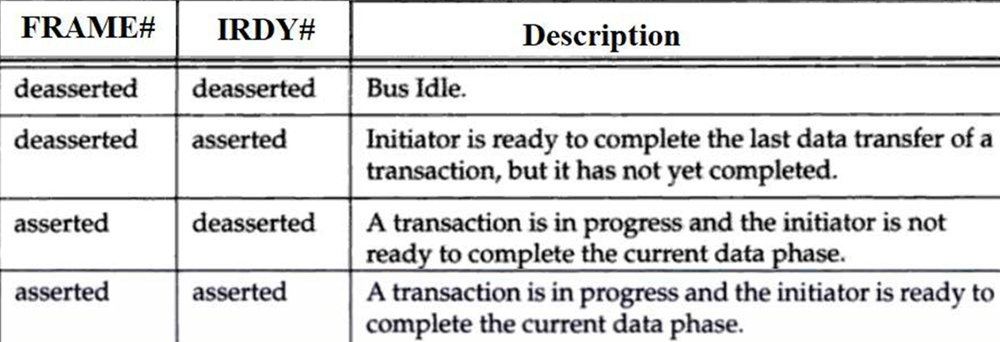 FRAME# IRDY# Description
deasserted deasserted Bus Idle.
deasserted asserted Initiator is ready to complete the last data transfer of a
transaction, but it has not yet completed.
asserted deasserted A transaction is in progress and the initiator is not
ready to complete the current data phase.
asserted asserted A transaction is in progress and the initiator is ready to
complete the current data phase.